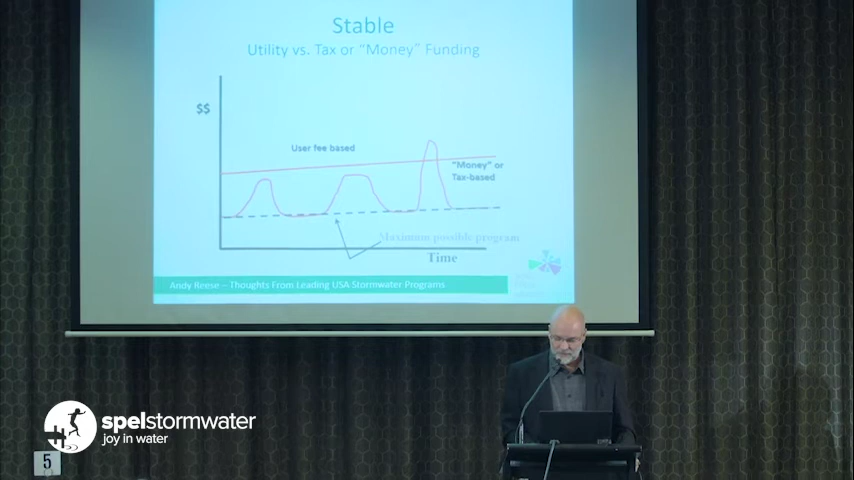 Stable
Utility vs. Tax or "Money" Funding
$$
User fee based
"Money" or
Tax-based
Maximum possible program
Time
Andy Reese – Thoughts From Leading USA Stormwater Programs
spelstormwater
joy in water
5